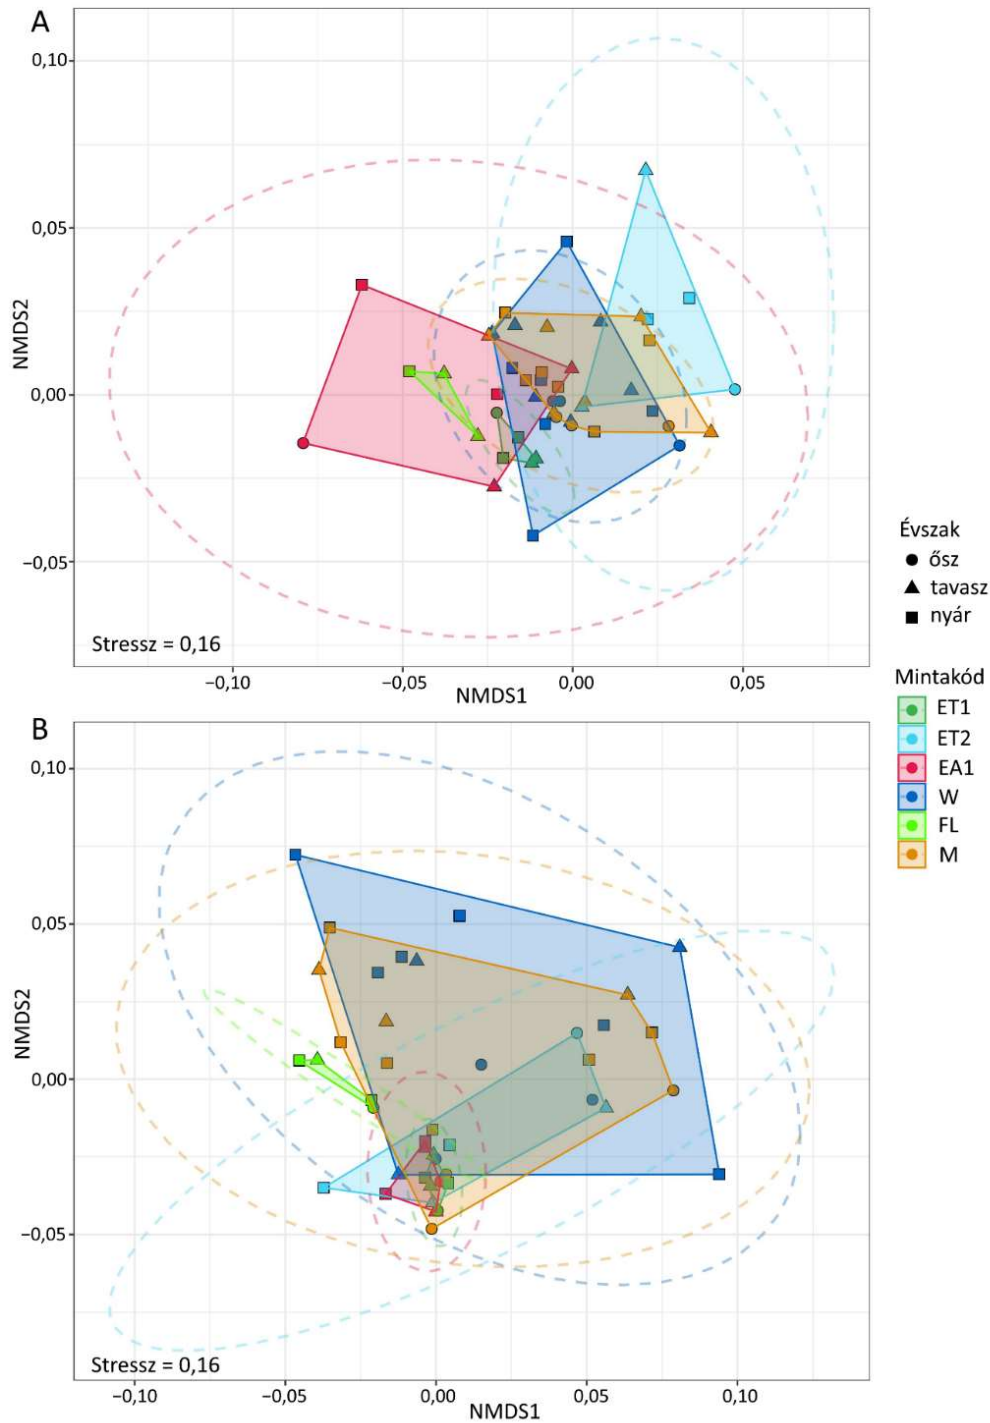 A
0,10
0,05
0,00
−0,05
NMDS2
Stressz = 0,16
−0,10
−0,05
0,00
0,05
NMDS1
Évszak
ősz
tavasz
nyár
Mintakód
ET1
ET2
EA1
W
FL
M
B
0,10
0,05
0,00
−0,05
NMDS2
Stressz = 0,16
−0,10
−0,05
0,00
0,05
0,10
NMDS1